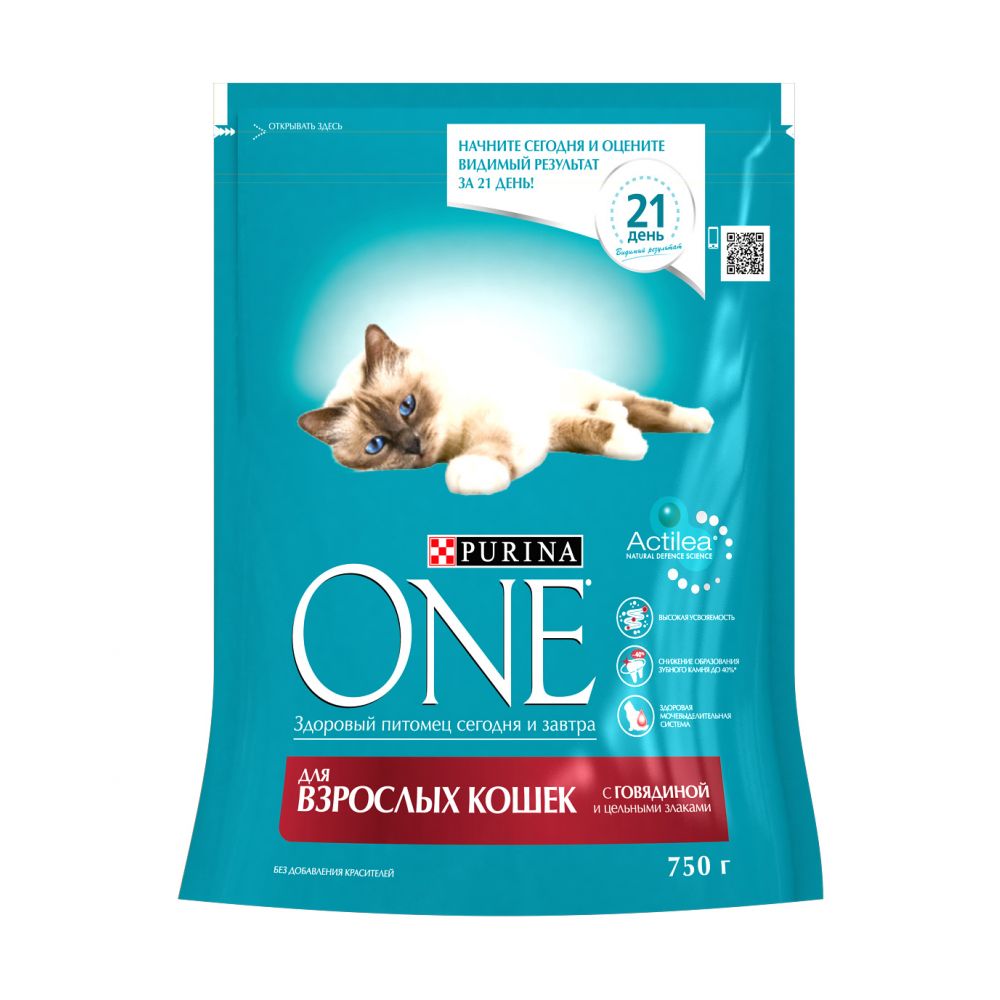 ОТКРЫВАТЬ ЗДЕСЬ
НАЧНИТЕ СЕГОДНЯ И ОЦЕНИТЕ
ВИДИМЫЙ РЕЗУЛЬТАТ
ЗА 21 ДЕНЬ!
21
день
Видимый результат
Actilea®
NATURAL DEFENCE SCIENCE
PURINA
ONE®
Здоровый питомец сегодня и завтра
ВЫСОКАЯ УСВОЯЕМОСТЬ
-40%
СНИЖЕНИЕ ОБРАЗОВАНИЯ
ЗУБНОГО КАМНЯ ДО 40%*
ЗДОРОВАЯ
МОЧЕВЫДЕЛИТЕЛЬНАЯ
СИСТЕМА
для
ВЗРОСЛЫХ КОШЕК
С ГОВЯДИНОЙ
и цельными злаками
БЕЗ ДОБАВЛЕНИЯ КРАСИТЕЛЕЙ
750 г